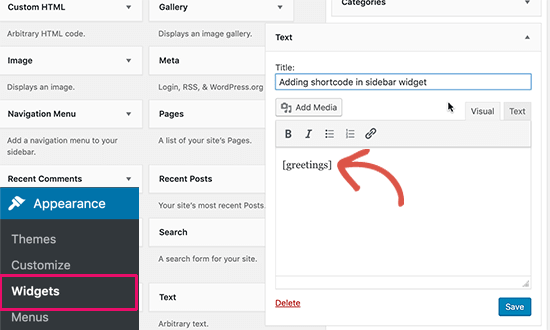 Custom HTML
Arbitrary HTML code.
Image
Displays an image.
Navigation Menu
Add a navigation menu to your
sidebar.
Recent Comments
Gallery
Displays an image gallery.
Meta
Login, RSS, & WordPress.org
Pages
A list of your site's Pages.
Recent Posts
Your site's most recent Posts.
Search
A search form for your site.
Text
Arbitrary text.
Categories
Text
Title:
Adding shortcode in sidebar widget
Add Media
Visual
Text
B I
[greetings]
Delete
Save
Appearance
Themes
Customize
Widgets
Menus